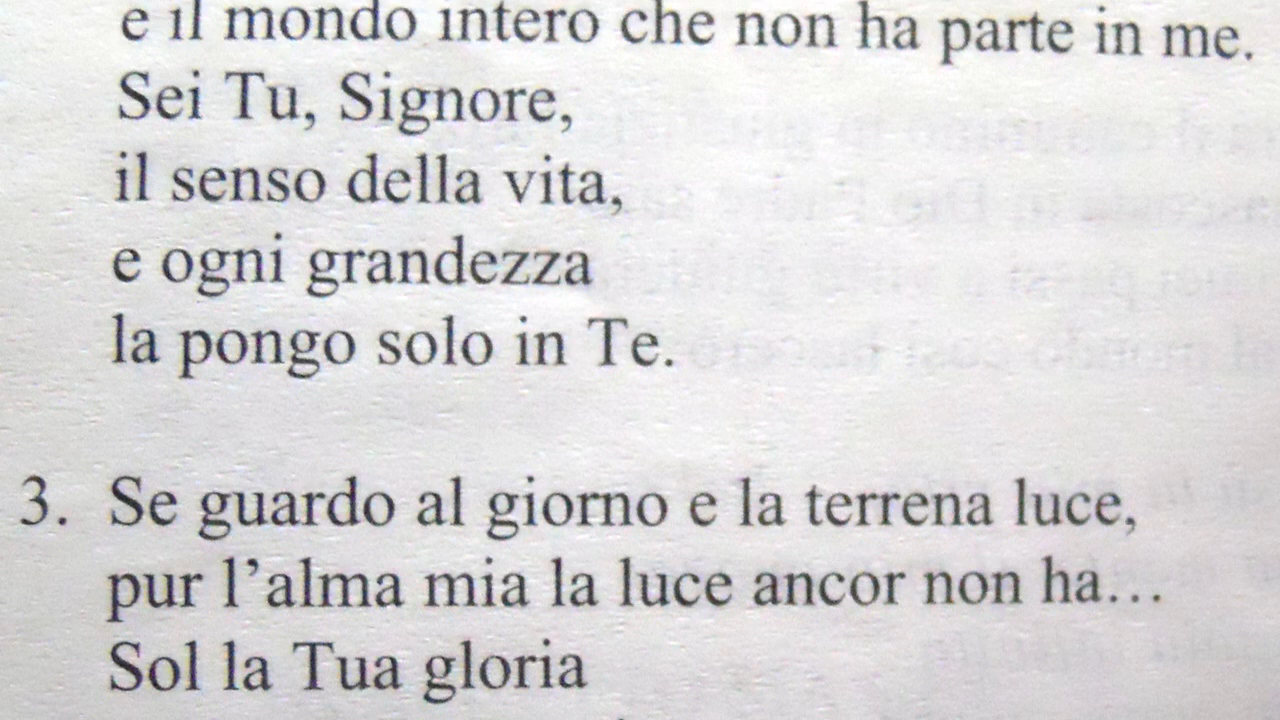 e il mondo intero che non ha parte in me.
Sei Tu, Signore,
il senso della vita,
e ogni grandezza
la pongo solo in Te.
3. Se guardo al giorno e la terrena luce,
pur l’alma mia la luce ancor non ha…
Sol la Tua gloria